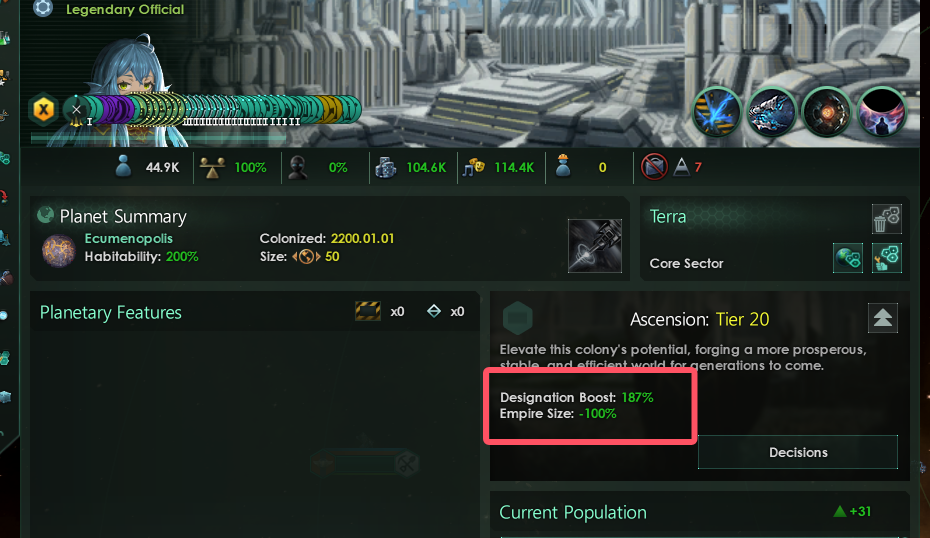 Legendary Official
44.9K
100%
0%
104.6K
114.4K
0
7
Planet Summary
Ecumenopolis
Habitability: 200%
Colonized: 2200.01.01
Size: 50
Terra
Core Sector
Planetary Features
x0
x0
Ascension: Tier 20
Elevate this colony's potential, forging a more prosperous,
stable, and efficient world for generations to come.
Designation Boost: 187%
Empire Size: -100%
Decisions
Current Population
+31